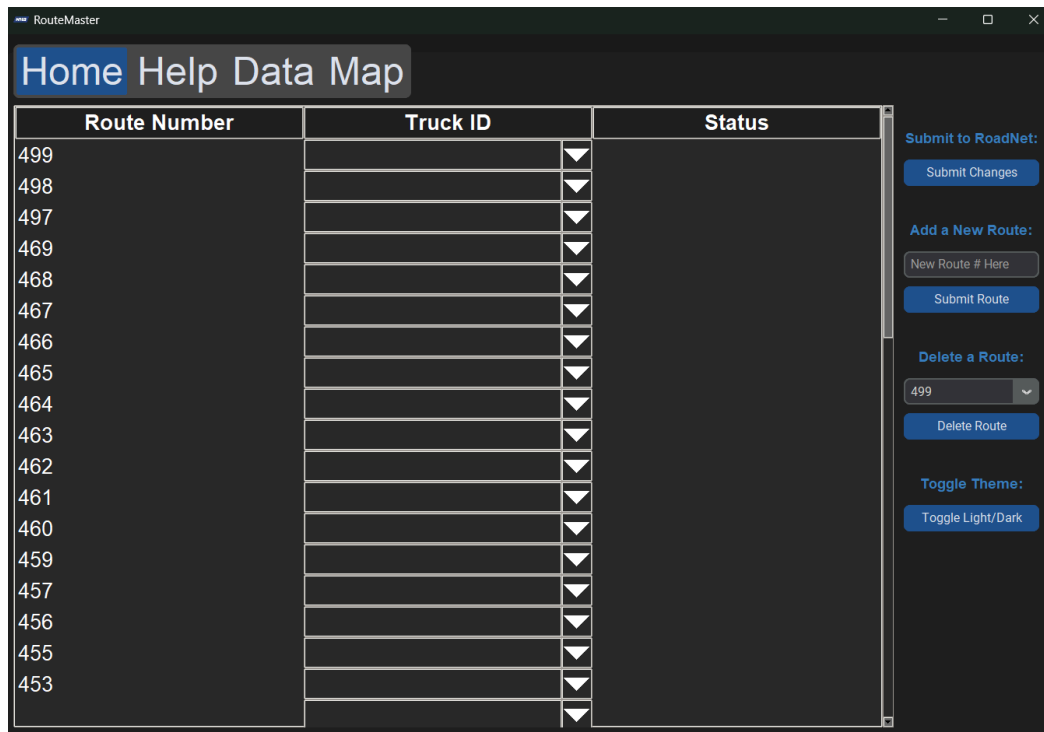 RouteMaster
Home Help Data Map
Route Number Truck ID Status
499
498
497
469
468
467
466
465
464
463
462
461
460
459
457
456
455
453
Submit to RoadNet:
Submit Changes
Add a New Route:
New Route # Here
Submit Route
Delete a Route:
499
Delete Route
Toggle Theme:
Toggle Light/Dark